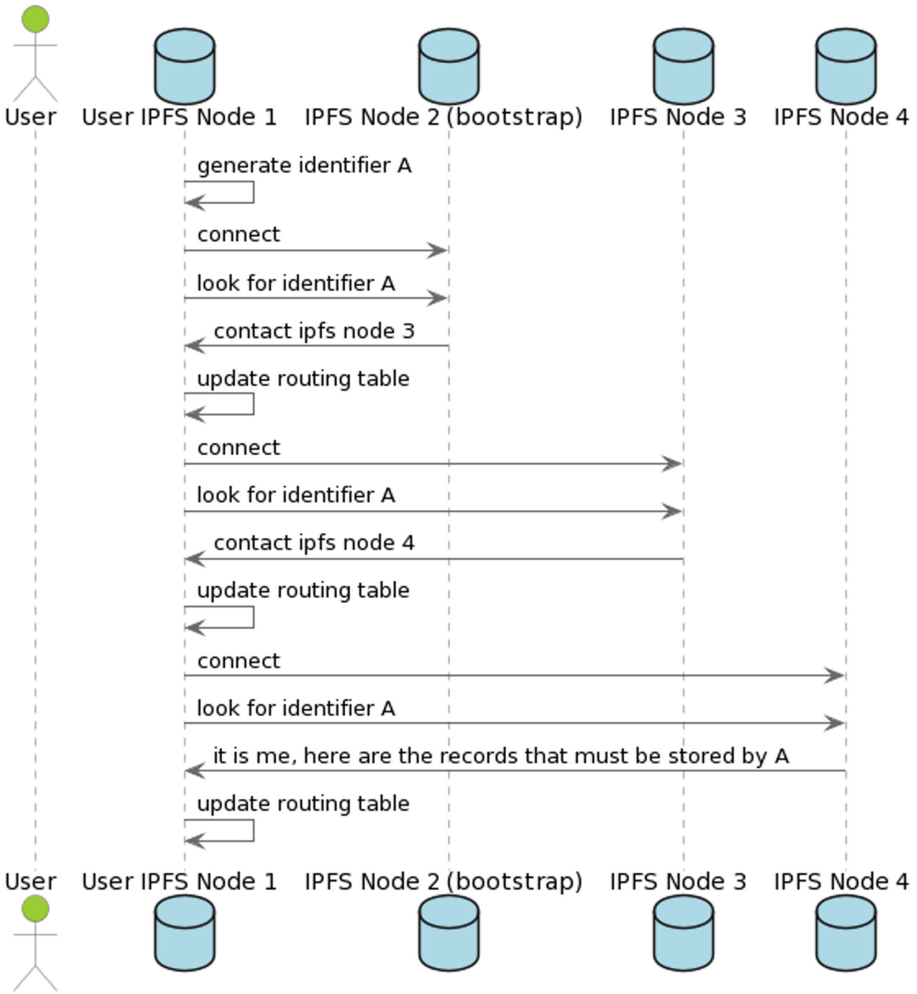 User User IPFS Node 1 IPFS Node 2 (bootstrap) IPFS Node 3 IPFS Node 4
generate identifier A
connect
look for identifier A
contact ipfs node 3
update routing table
connect
look for identifier A
contact ipfs node 4
update routing table
connect
look for identifier A
it is me, here are the records that must be stored by A
update routing table
User User IPFS Node 1 IPFS Node 2 (bootstrap) IPFS Node 3 IPFS Node 4